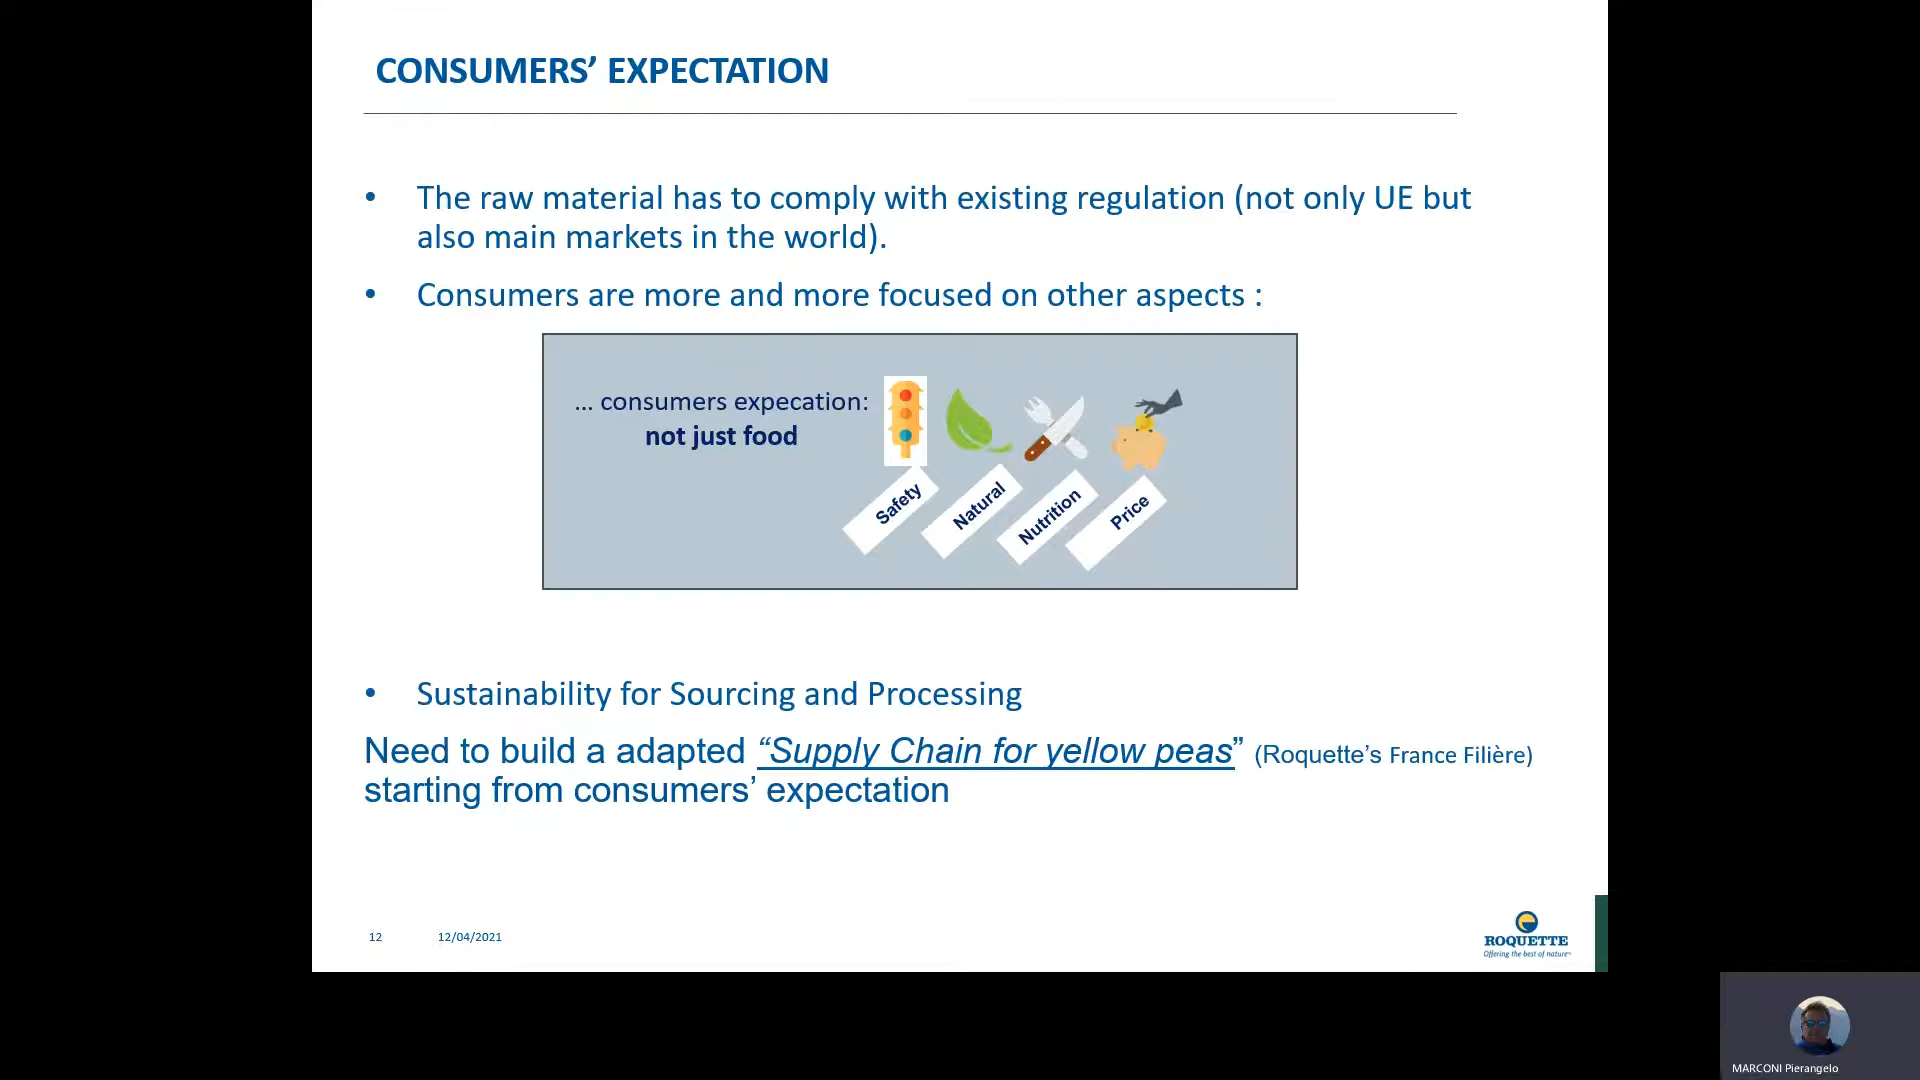 CONSUMERS’ EXPECTATION
• The raw material has to comply with existing regulation (not only UE but
also main markets in the world).
• Consumers are more and more focused on other aspects :
... consumers expecation:
not just food
Safety
Natural
Nutrition
Price
• Sustainability for Sourcing and Processing
Need to build a adapted “Supply Chain for yellow peas” (Roquette’s France Filière)
starting from consumers’ expectation
12 12/04/2021
ROQUETTE
Offering the best of nature™
MARCONI Pierangelo